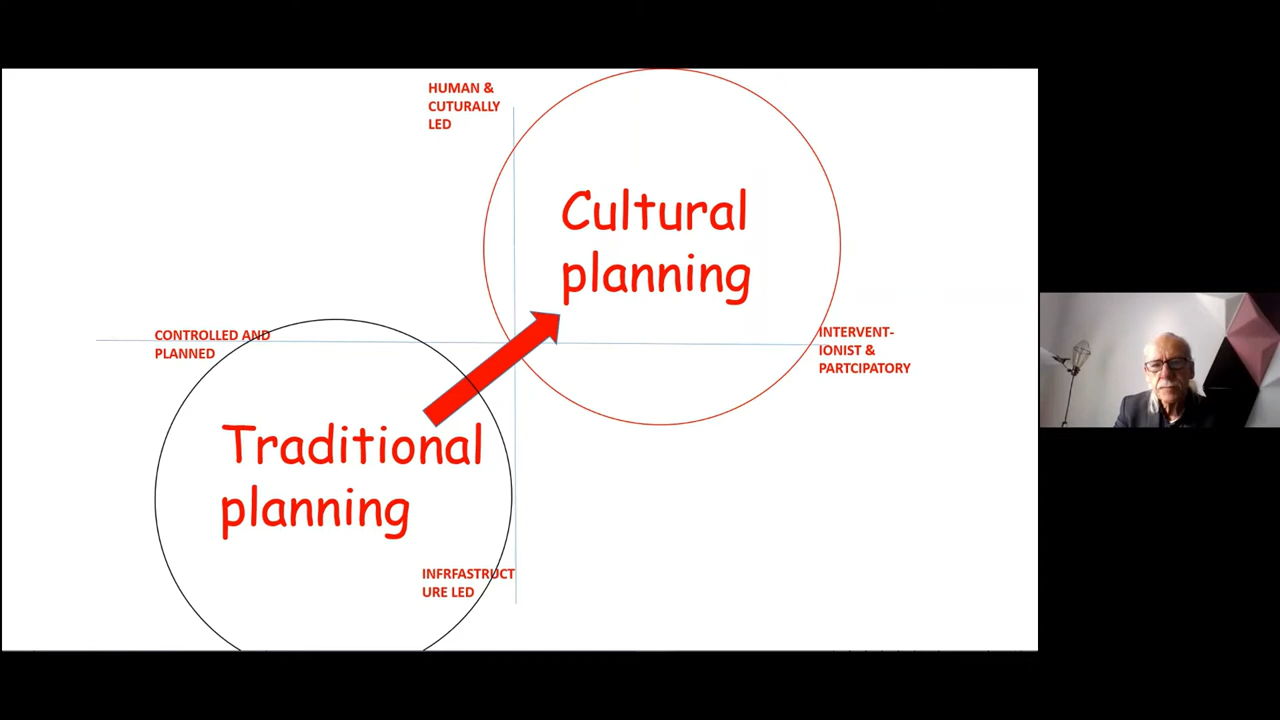 HUMAN &
CUTURALLY
LED
Cultural
planning
CONTROLLED AND
PLANNED
INTERVENT-
IONIST &
PARTCIPATORY
Traditional
planning
INFRFASTRUCT
URE LED